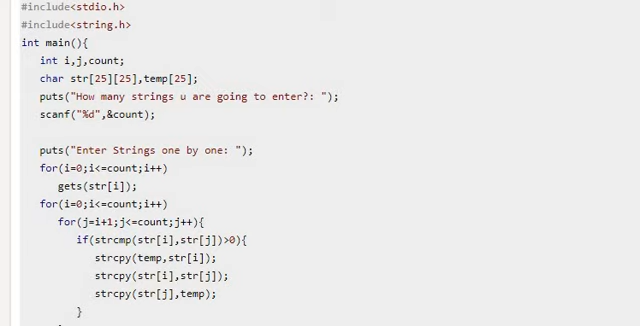 #include<stdio.h>
#include<string.h>
int main(){
int i,j,count;
char str[25][25],temp[25];
puts("How many strings u are going to enter?: ");
scanf("%d",&count);
puts("Enter Strings one by one: ");
for(i=0;i<=count;i++)
gets(str[i]);
for(i=0;i<=count;i++)
for(j=i+1;j<=count;j++){
if(strcmp(str[i],str[j])>0){
strcpy(temp,str[i]);
strcpy(str[i],str[j]);
strcpy(str[j],temp);
}